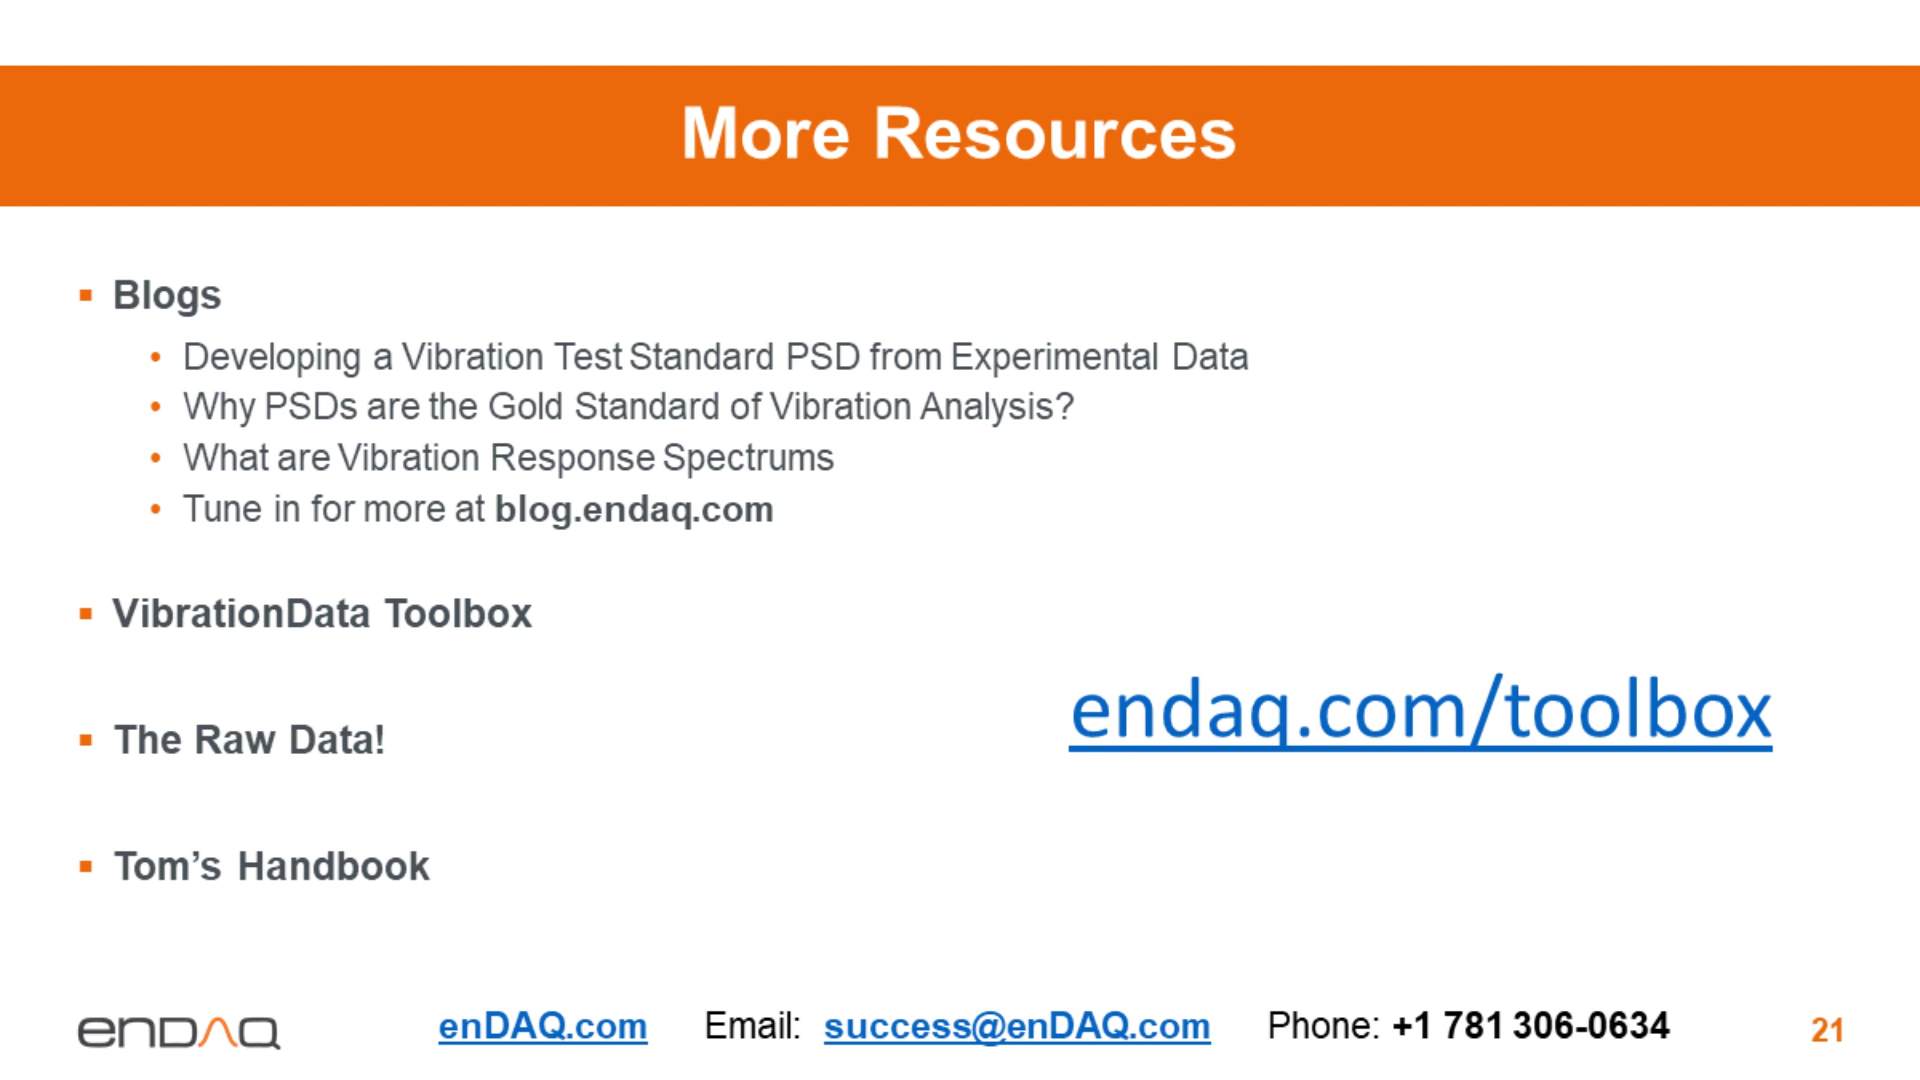 More Resources
Blogs
Developing a Vibration Test Standard PSD from Experimental Data
Why PSDs are the Gold Standard of Vibration Analysis?
What are Vibration Response Spectrums
Tune in for more at blog.endaq.com
VibrationData Toolbox
endaq.com/toolbox
The Raw Data!
Tom’s Handbook
enDAQ enDAQ.com Email: success@enDAQ.com Phone: +1 781 306-0634 21